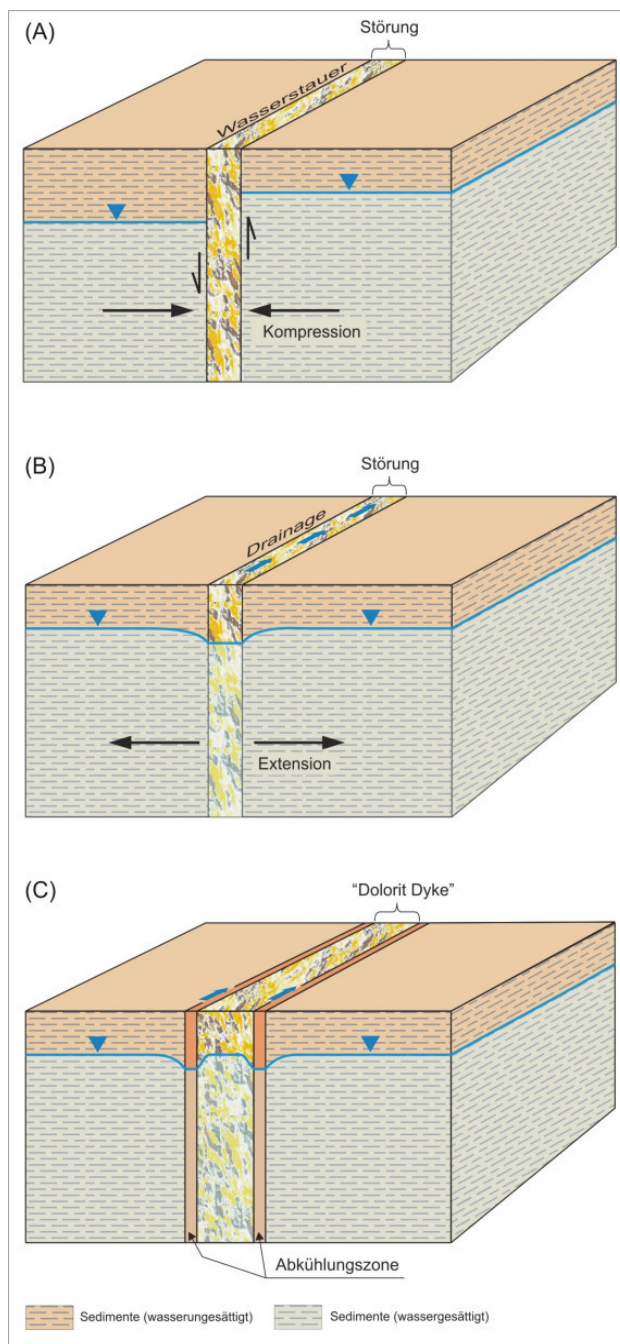 (A)
Störung
Wasserstauer
Kompression
(B)
Störung
Drainage
Extension
(C)
"Dolorit Dyke"
Abkühlungszone
Sedimente (wasserungesättigt)
Sedimente (wassergesättigt)